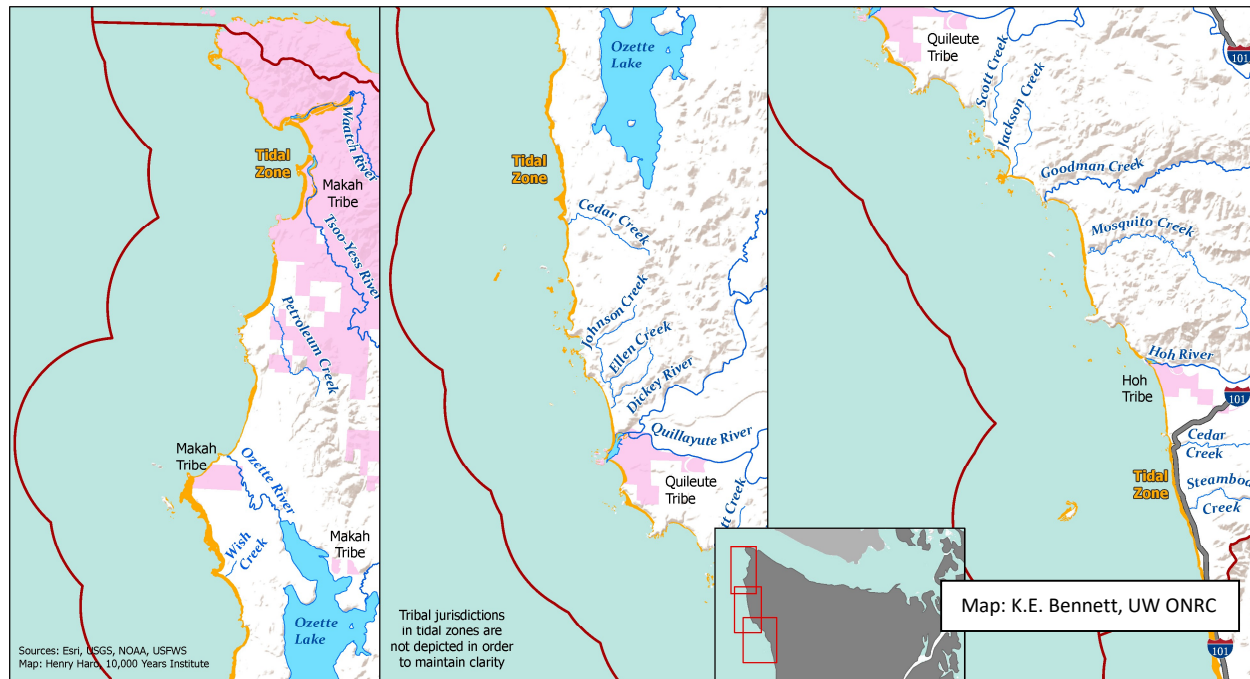 Tidal
Zone
Waatch River
Makah
Tribe
Tsoo-Yess River
Petroleum Creek
Makah
Tribe
Ozette River
Wish
Creek
Makah
Tribe
Ozette
Lake
Sources: Esri, USGS, NOAA, USFWS
Map: Henry Haro, 10,000 Years Institute
Ozette
Lake
Tidal
Zone
Cedar Creek
Johnson Creek
Ellen Creek
Dickey River
Quillayute River
Quileute
Tribe
tt Creek
Tribal jurisdictions
in tidal zones are
not depicted in order
to maintain clarity
Quileute
Tribe
Scott Creek
Jackson Creek
101
Goodman Creek
Mosquito Creek
Hoh River
Hoh
Tribe
101
Cedar
Creek
Tidal
Zone
Steamboa
Creek
Map: K.E. Bennett, UW ONRC
101